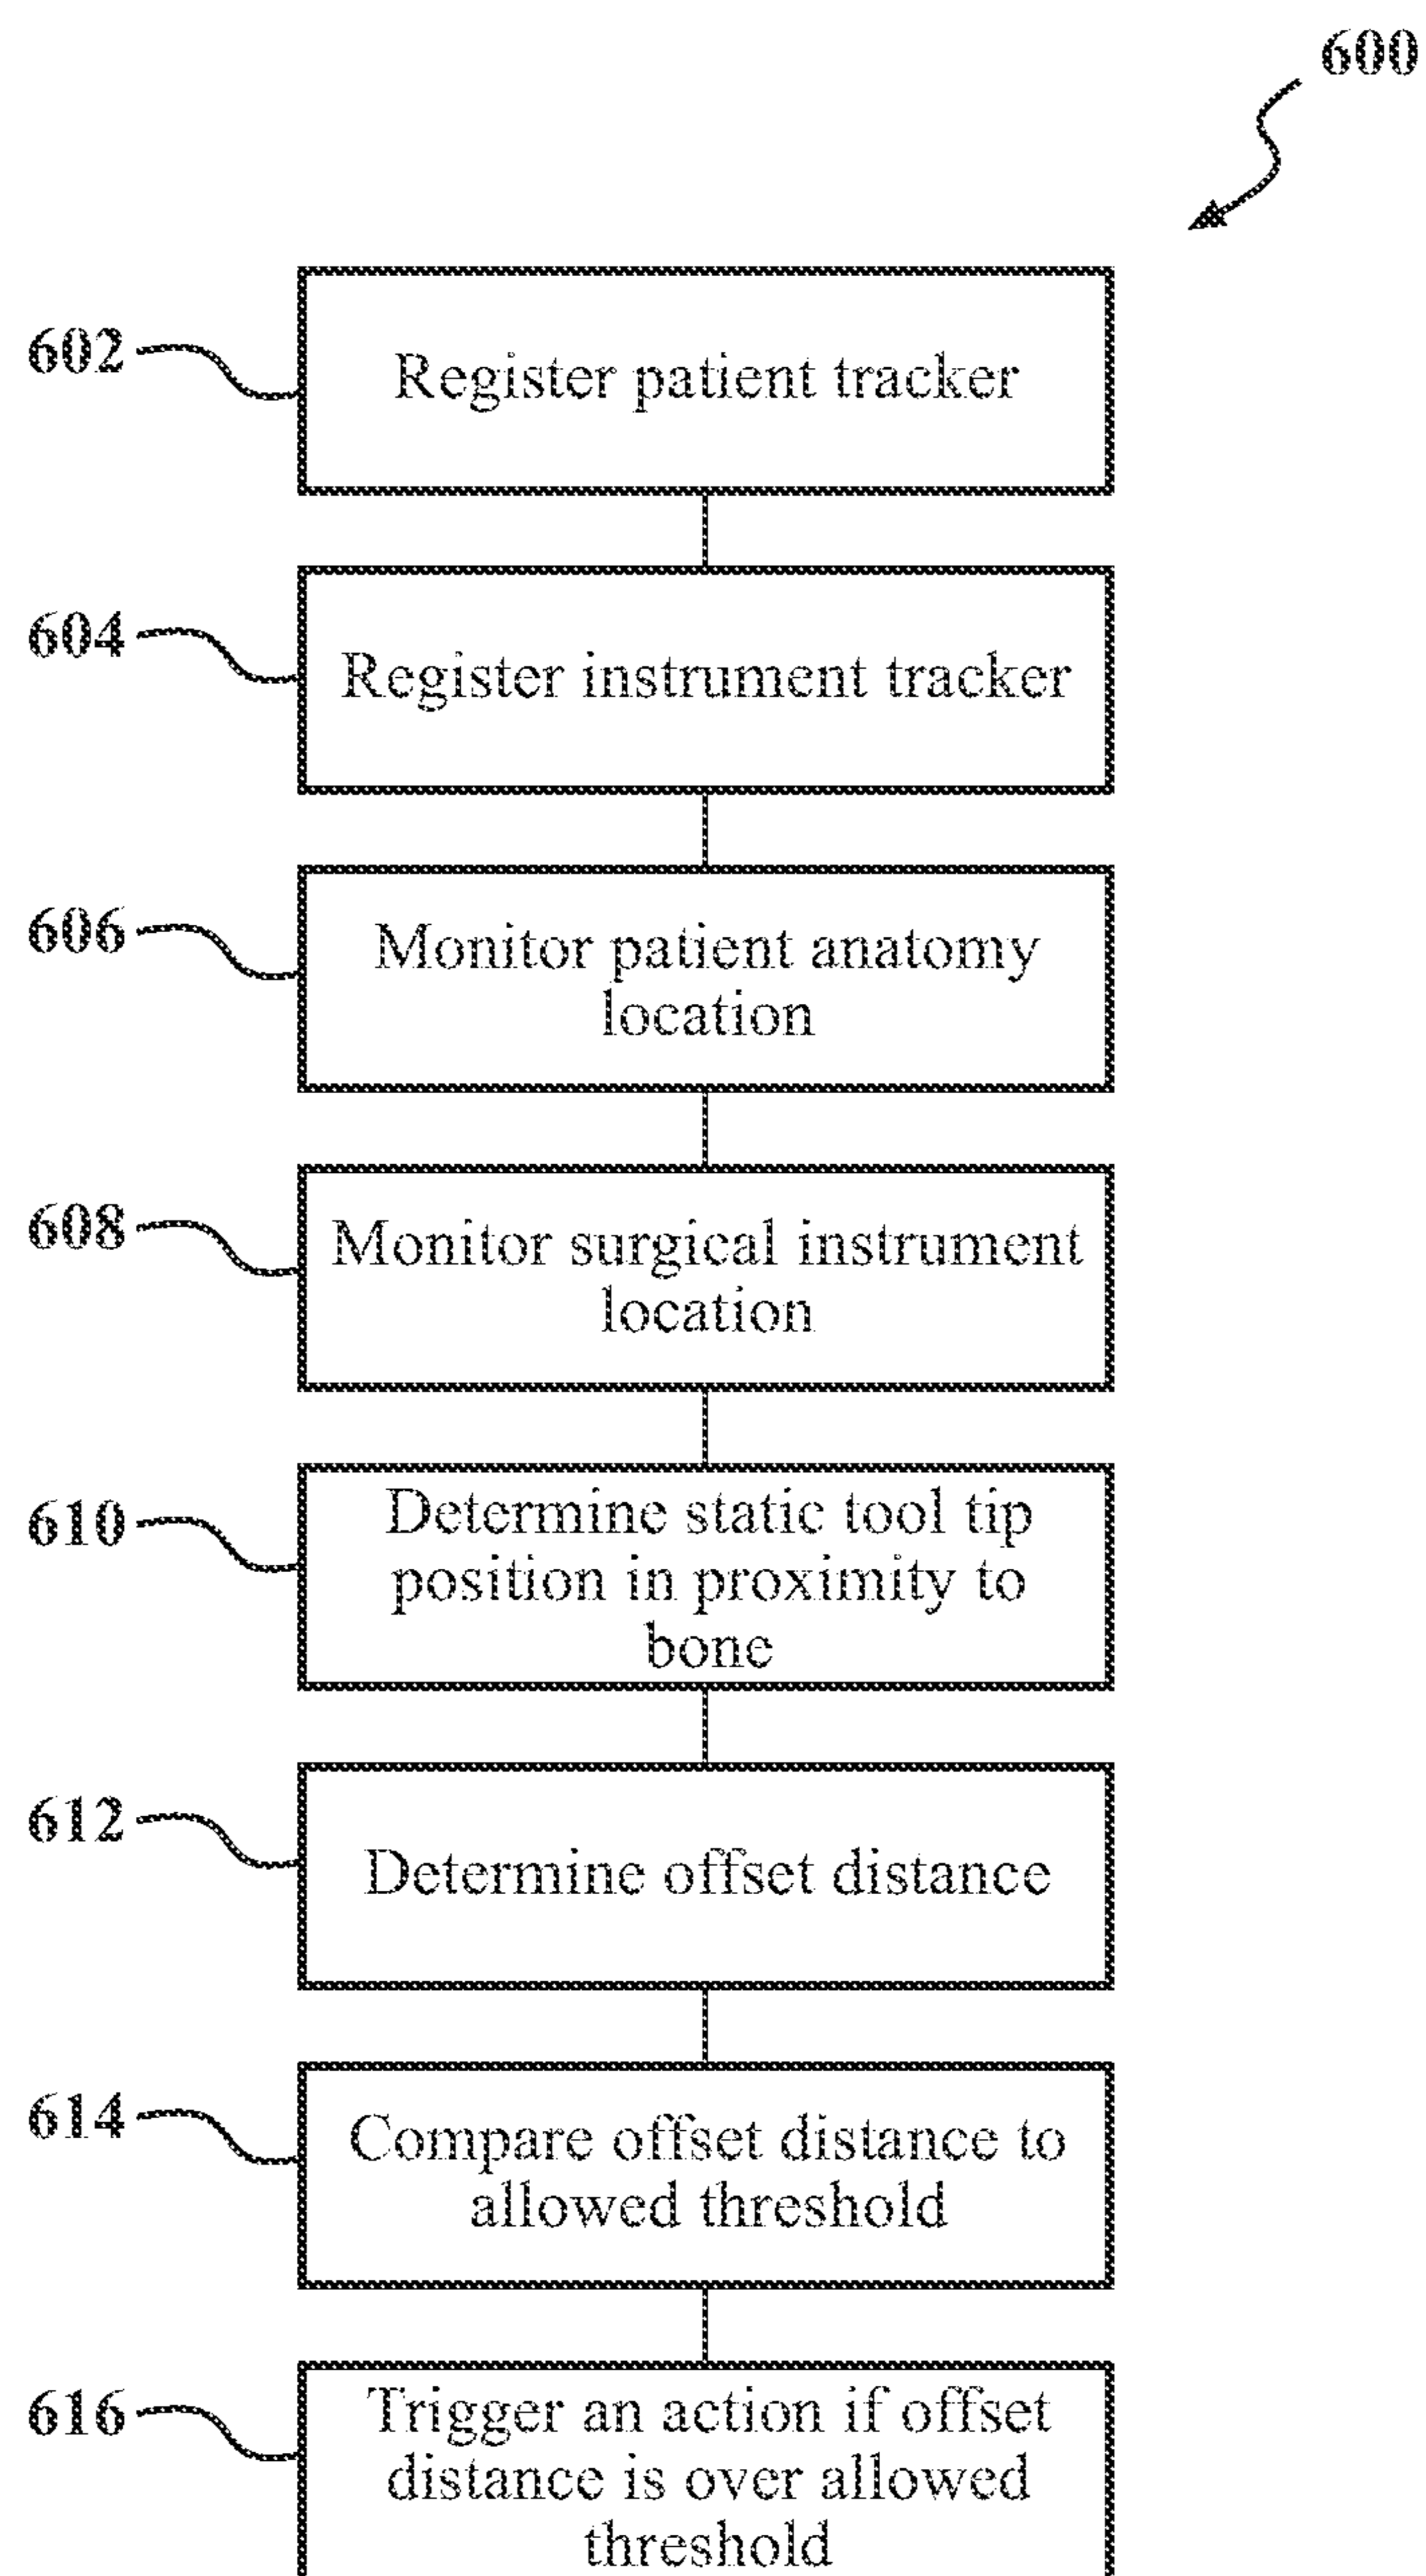 600
602
Register patient tracker
604
Register instrument tracker
606
Monitor patient anatomy
location
608
Monitor surgical instrument
location
610
Determine static tool tip
position in proximity to
bone
612
Determine offset distance
614
Compare offset distance to
allowed threshold
616
Trigger an action if offset
distance is over allowed
threshold